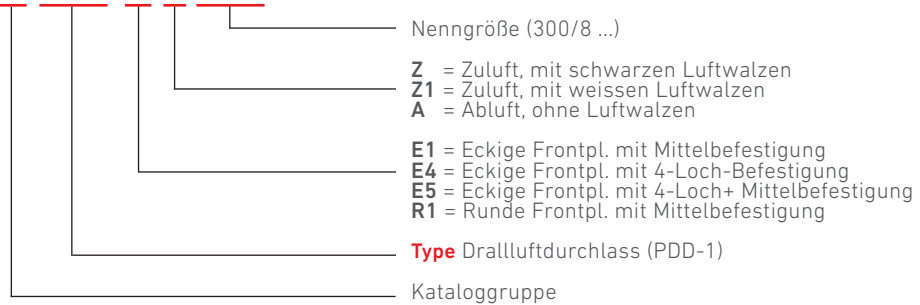 Nenngröße (300/8 ...)
Z = Zuluft, mit schwarzen Luftwalzen
Z1 = Zuluft, mit weissen Luftwalzen
A = Abluft, ohne Luftwalzen
E1 = Eckige Frontpl. mit Mittelbefestigung
E4 = Eckige Frontpl. mit 4-Loch-Befestigung
E5 = Eckige Frontpl. mit 4-Loch+ Mittelbefestigung
R1 = Runde Frontpl. mit Mittelbefestigung
Type Drallluftdurchlass (PDD-1)
Kataloggruppe